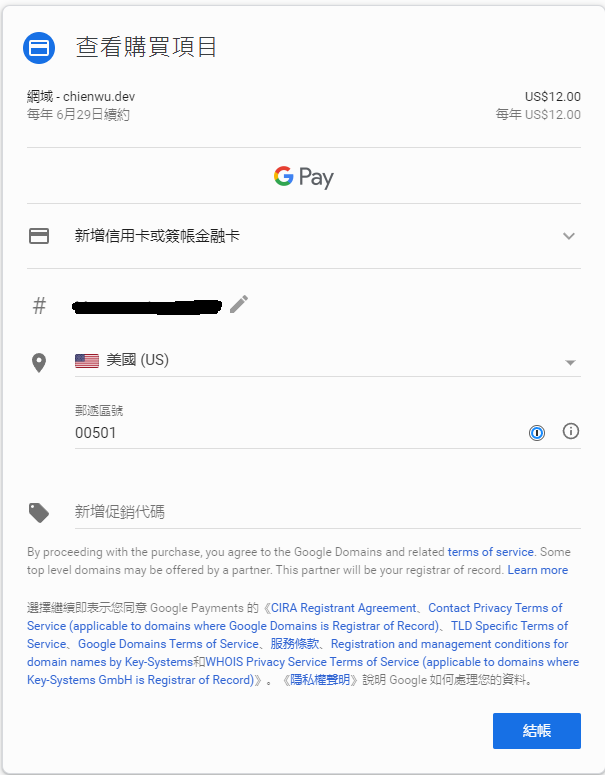 查看購買項目
網域 - chienwu.dev US$12.00
每年 6月29日續約 每年 US$12.00
G Pay
新增信用卡或簽帳金融卡
#
美國 (US)
郵遞區號
00501
新增促銷代碼
By proceeding with the purchase, you agree to the Google Domains and related terms of service. Some
top level domains may be offered by a partner. This partner will be your registrar of record. Learn more
選擇繼續即表示您同意 Google Payments 的《CIRA Registrant Agreement、Contact Privacy Terms of
Service (applicable to domains where Google Domains is Registrar of Record)、TLD Specific Terms of
Service、Google Domains Terms of Service、服務條款、Registration and management conditions for
domain names by Key-Systems和WHOIS Privacy Service Terms of Service (applicable to domains where
Key-Systems GmbH is Registrar of Record)》。《隱私權聲明》說明 Google 如何處理您的資料。
結帳